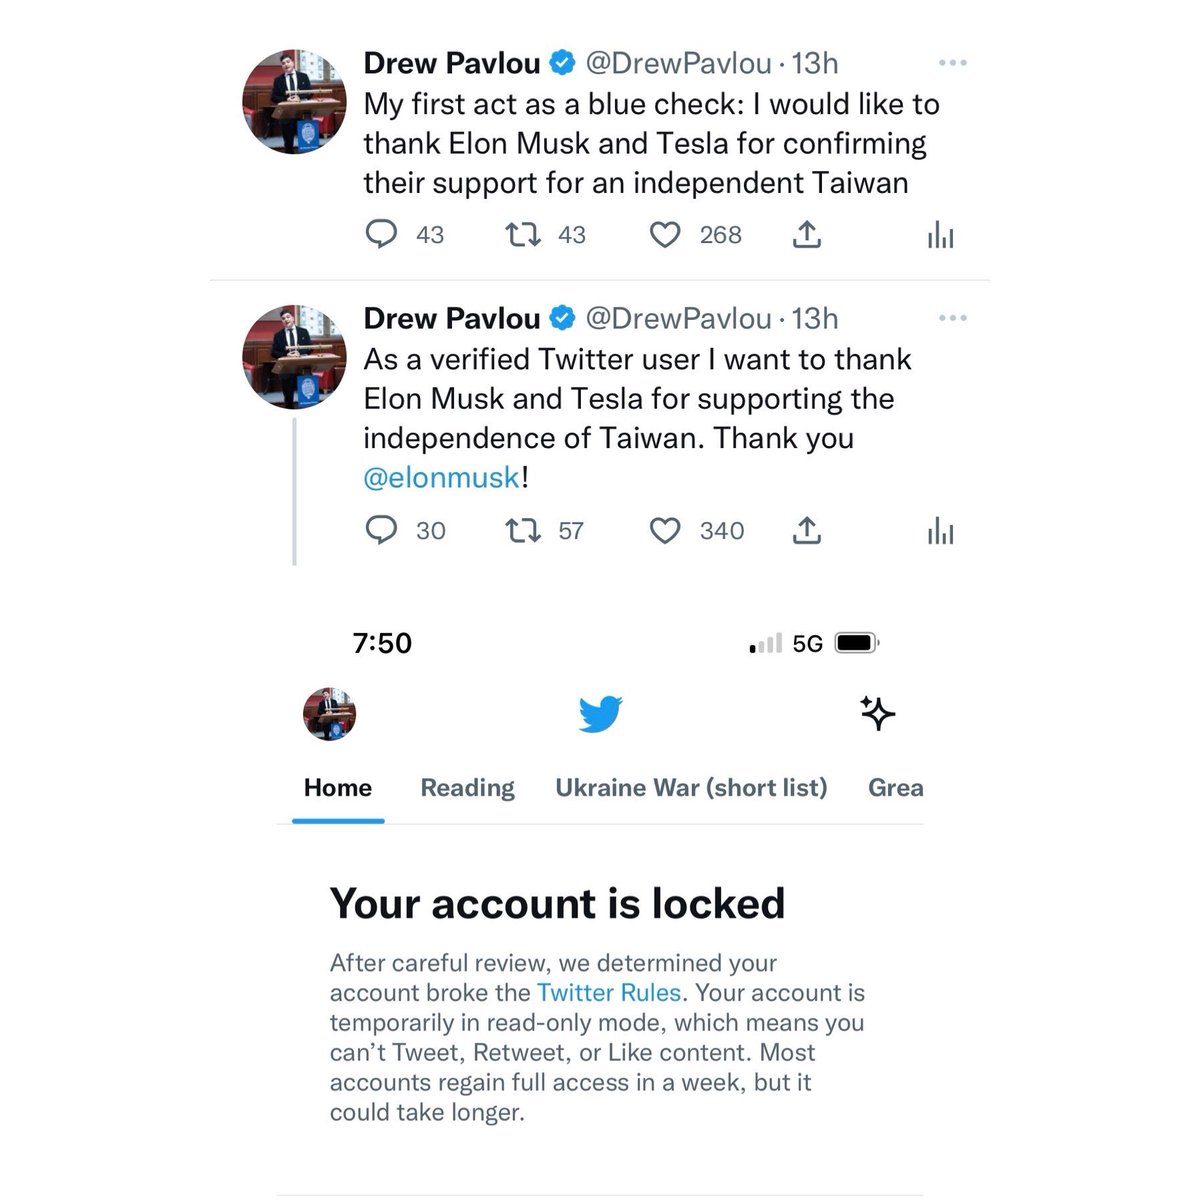 Drew Pavlou @DrewPavlou · 13h
My first act as a blue check: I would like to
thank Elon Musk and Tesla for confirming
their support for an independent Taiwan
43 43 268
Drew Pavlou @DrewPavlou · 13h
As a verified Twitter user I want to thank
Elon Musk and Tesla for supporting the
independence of Taiwan. Thank you
@elonmusk!
30 57 340
7:50 5G
Home Reading Ukraine War (short list) Grea
Your account is locked
After careful review, we determined your
account broke the Twitter Rules. Your account is
temporarily in read-only mode, which means you
can’t Tweet, Retweet, or Like content. Most
accounts regain full access in a week, but it
could take longer.